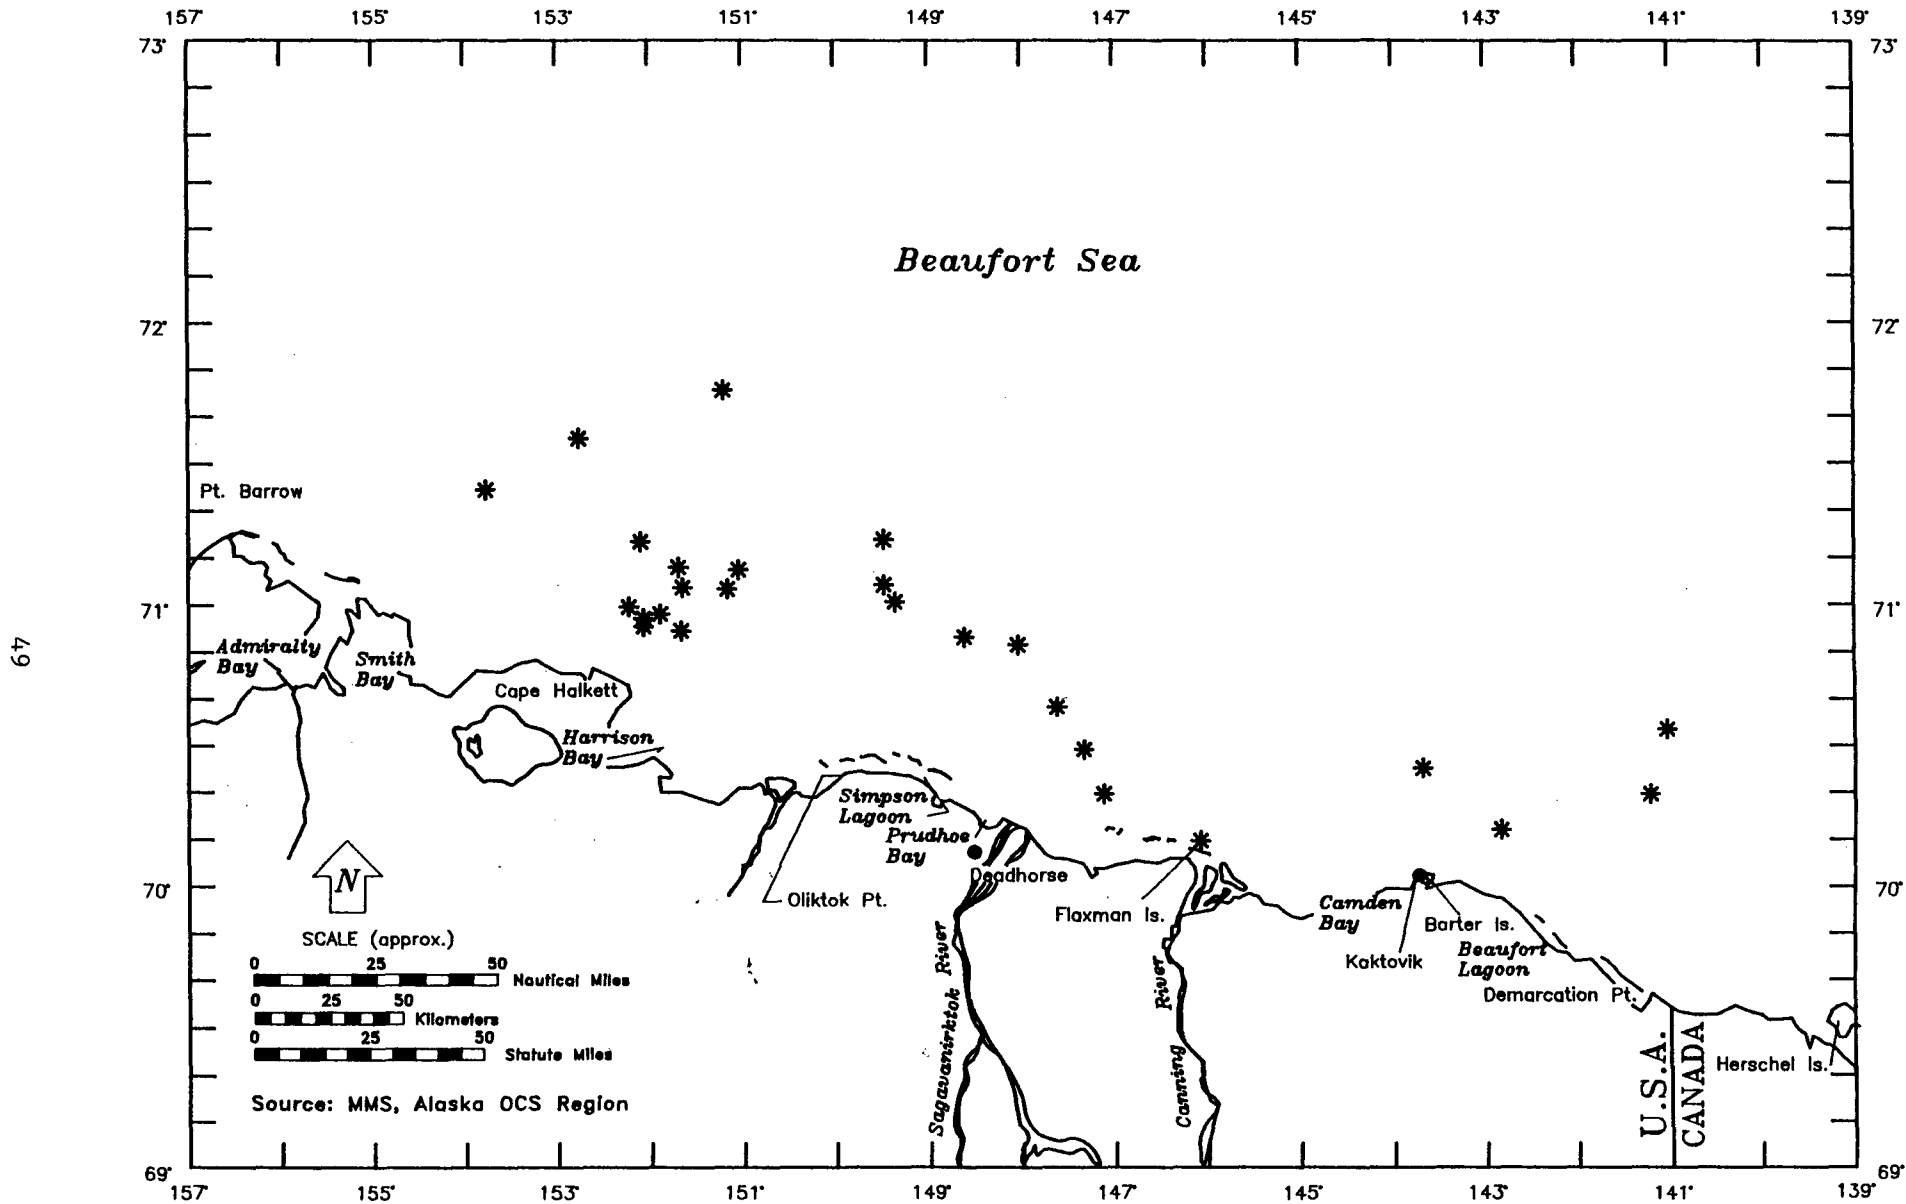 157° 155° 153° 151° 149° 147° 145° 143° 141° 139°
73° 73°
Beaufort Sea
72° 72°
Pt. Barrow
71° 71°
49
Admiralty
Bay
Smith
Bay
Cape Halkett
Harrison
Bay
Simpson
Lagoon
Prudhoe
Bay
Deadhorse
70° 70°
N
Oliktok Pt.
Flaxman Is.
Camden
Bay
Barter Is.
Kaktovik
Beaufort
Lagoon
Demarcation Pt.
Sagavanirktok River
Canning River
U.S.A.
CANADA
Herschel Is.
SCALE (approx.)
0 25 50
Nautical Miles
0 25 50
Kilometers
0 25 50
Statute Miles
Source: MMS, Alaska OCS Region
69° 69°
157° 155° 153° 151° 149° 147° 145° 143° 141° 139°